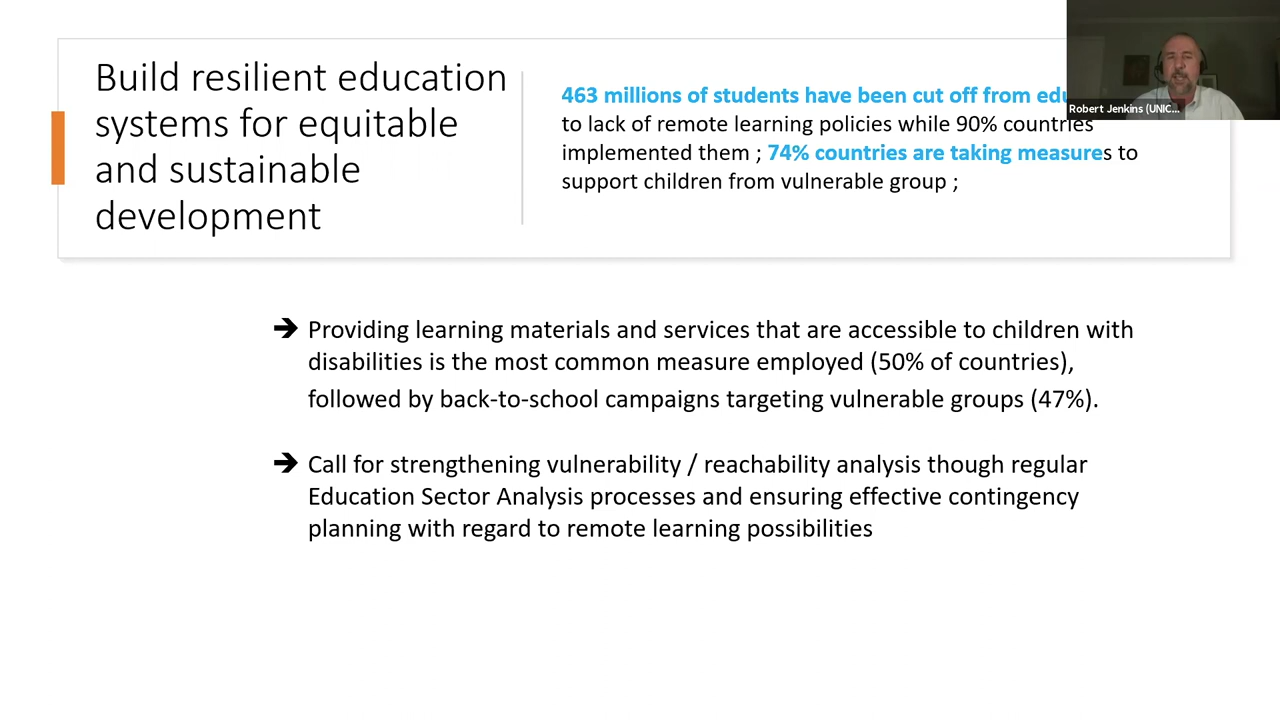 Build resilient education
systems for equitable
and sustainable
development
463 millions of students have been cut off from
to lack of remote learning policies while 90% countries
implemented them ; 74% countries are taking measures to
support children from vulnerable group ;
Robert Jenkins (UNIC...
🡪 Providing learning materials and services that are accessible to children with
disabilities is the most common measure employed (50% of countries),
followed by back-to-school campaigns targeting vulnerable groups (47%).
🡪 Call for strengthening vulnerability / reachability analysis though regular
Education Sector Analysis processes and ensuring effective contingency
planning with regard to remote learning possibilities